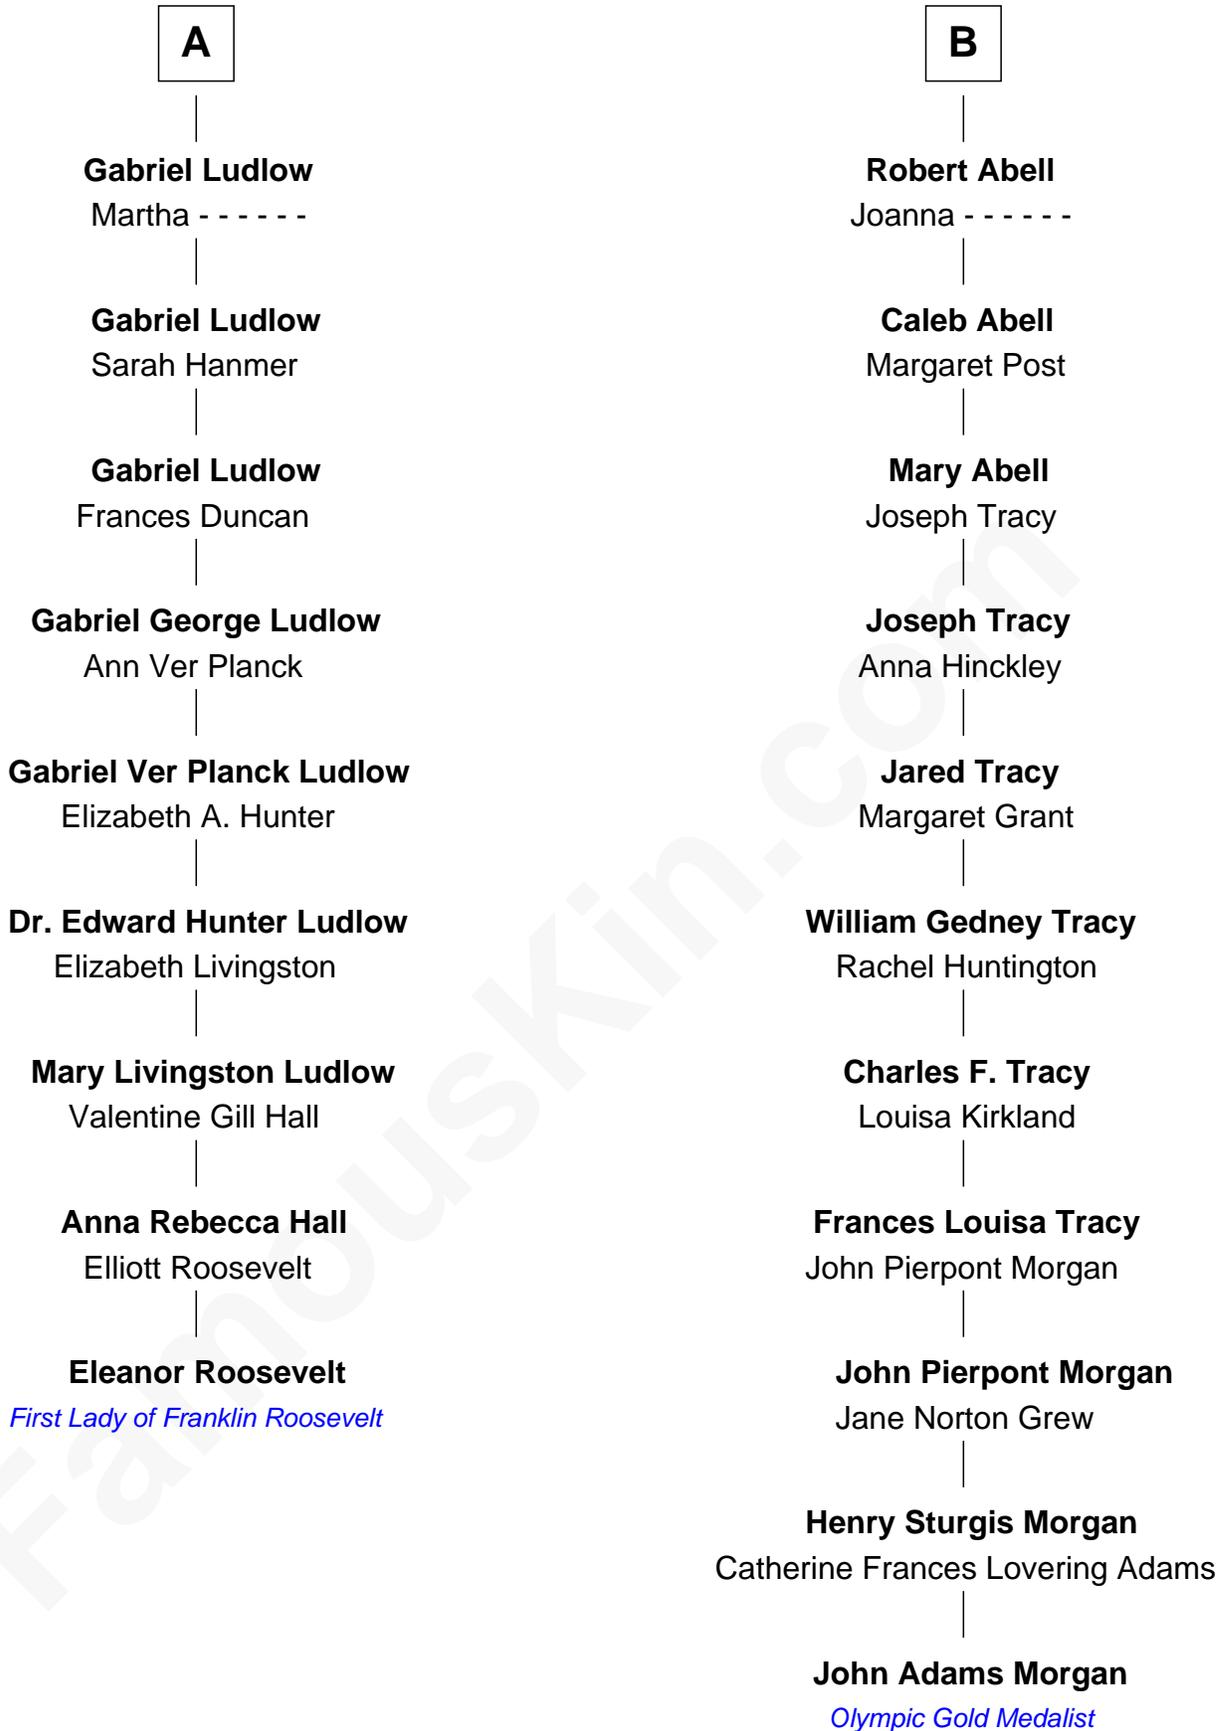 A
Gabriel Ludlow
Martha - - - - - -
Gabriel Ludlow
Sarah Hanmer
Gabriel Ludlow
Frances Duncan
Gabriel George Ludlow
Ann Ver Planck
Gabriel Ver Planck Ludlow
Elizabeth A. Hunter
Dr. Edward Hunter Ludlow
Elizabeth Livingston
Mary Livingston Ludlow
Valentine Gill Hall
Anna Rebecca Hall
Elliott Roosevelt
Eleanor Roosevelt
First Lady of Franklin Roosevelt
B
Robert Abell
Joanna - - - - - -
Caleb Abell
Margaret Post
Mary Abell
Joseph Tracy
Joseph Tracy
Anna Hinckley
Jared Tracy
Margaret Grant
William Gedney Tracy
Rachel Huntington
Charles F. Tracy
Louisa Kirkland
Frances Louisa Tracy
John Pierpont Morgan
John Pierpont Morgan
Jane Norton Grew
Henry Sturgis Morgan
Catherine Frances Lovering Adams
John Adams Morgan
Olympic Gold Medalist
FamousKin.com